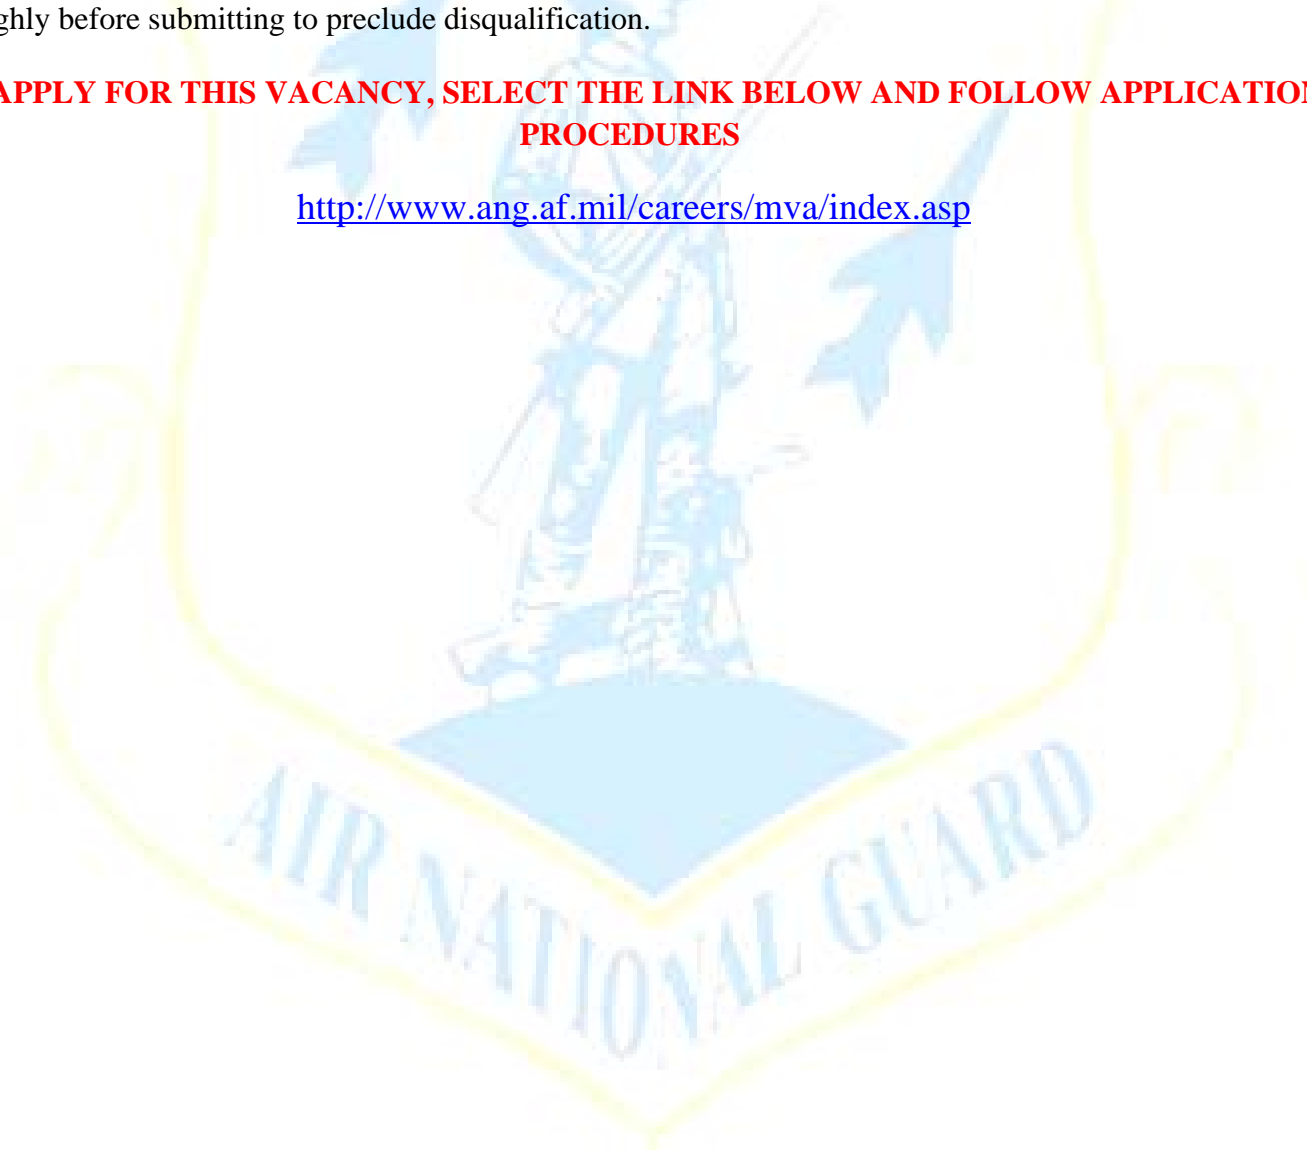 ghly before submitting to preclude disqualification.
APPLY FOR THIS VACANCY, SELECT THE LINK BELOW AND FOLLOW APPLICATION
PROCEDURES
http://www.ang.af.mil/careers/mva/index.asp
AIR NATIONAL GUARD